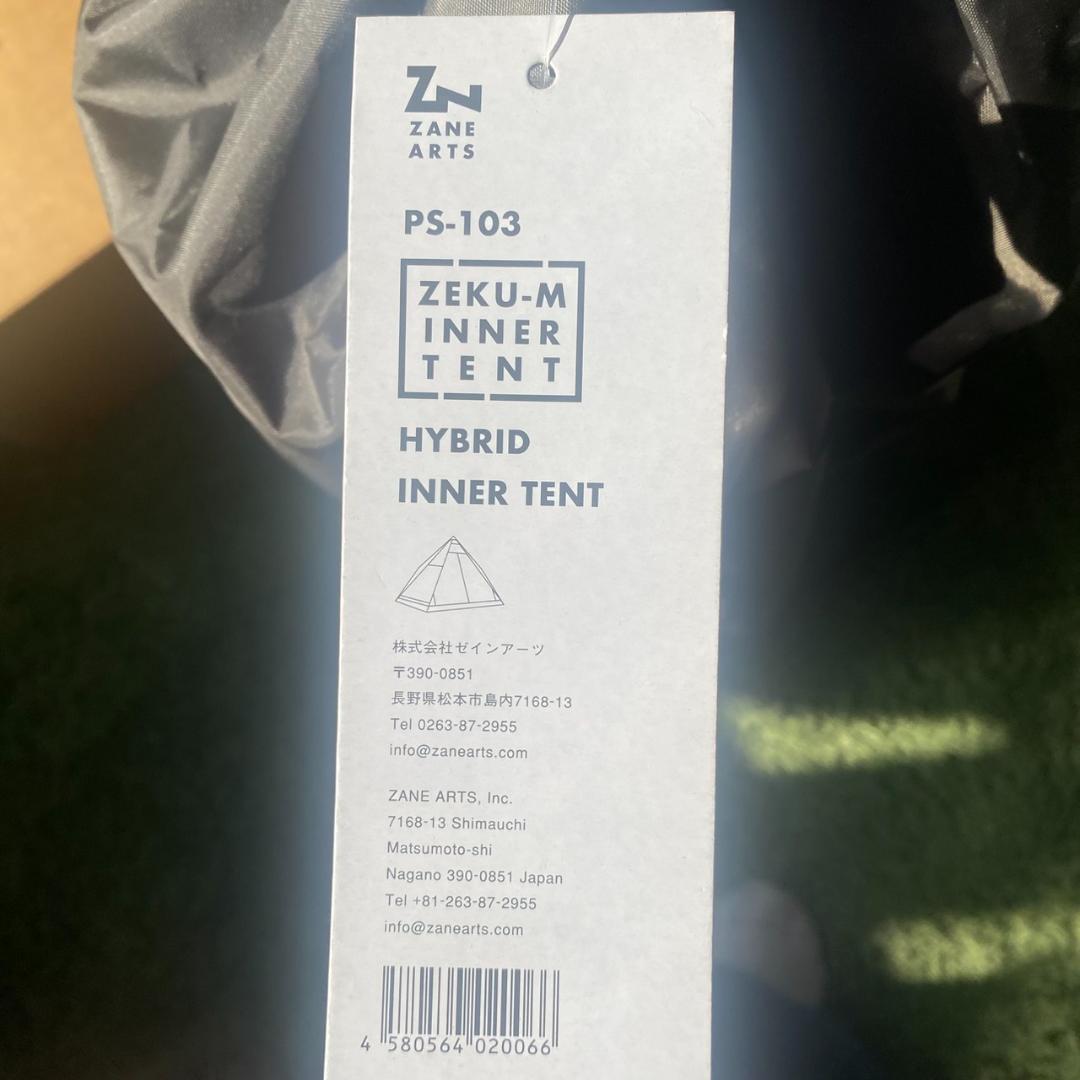 ZN
ZANE
ARTS
PS-103
ZEKU-M
INNER
TENT
HYBRID
INNER TENT
株式会社ゼインアーツ
〒390-0851
長野県松本市島内7168-13
Tel 0263-87-2955
info@zanearts.com
ZANE ARTS, Inc.
7168-13 Shimauchi
Matsumoto-shi
Nagano 390-0851 Japan
Tel +81-263-87-2955
info@zanearts.com
4 580564 020066